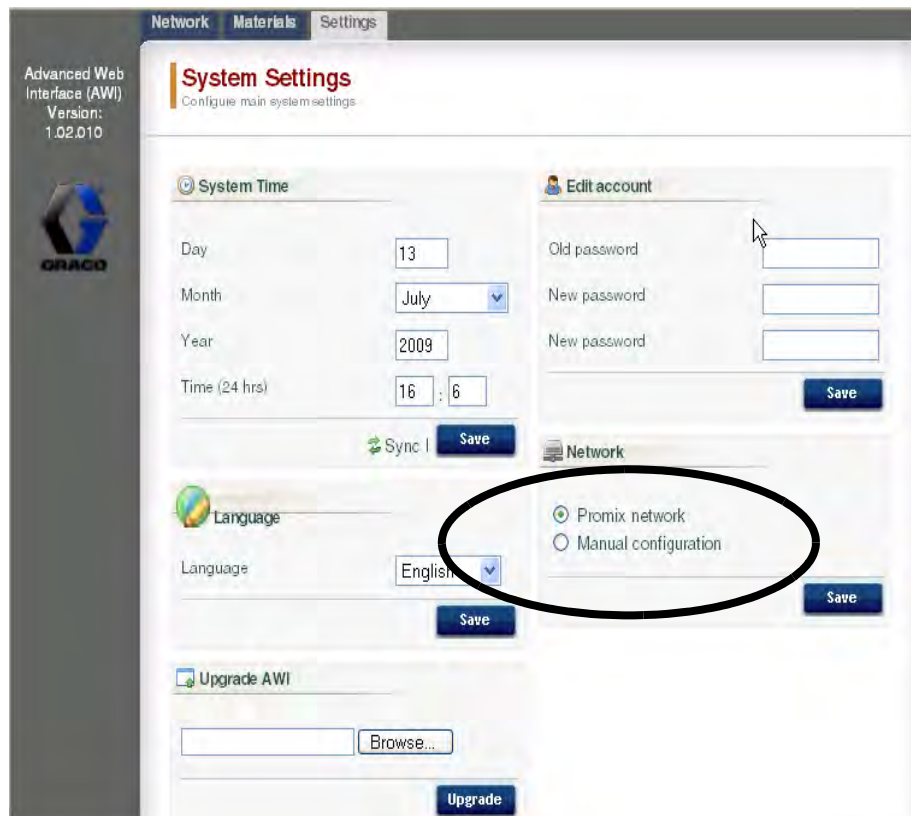 Network Materials Settings
Advanced Web
Interface (AWI)
Version:
1.02.010
GRACO
System Settings
Configure main system settings
System Time
Day
13
Month
July
Year
2009
Time (24 hrs)
16 : 6
Sync | Save
Language
Language
English
Save
Upgrade AWI
Browse...
Upgrade
Edit account
Old password
New password
New password
Save
Network
Promix network
Manual configuration
Save